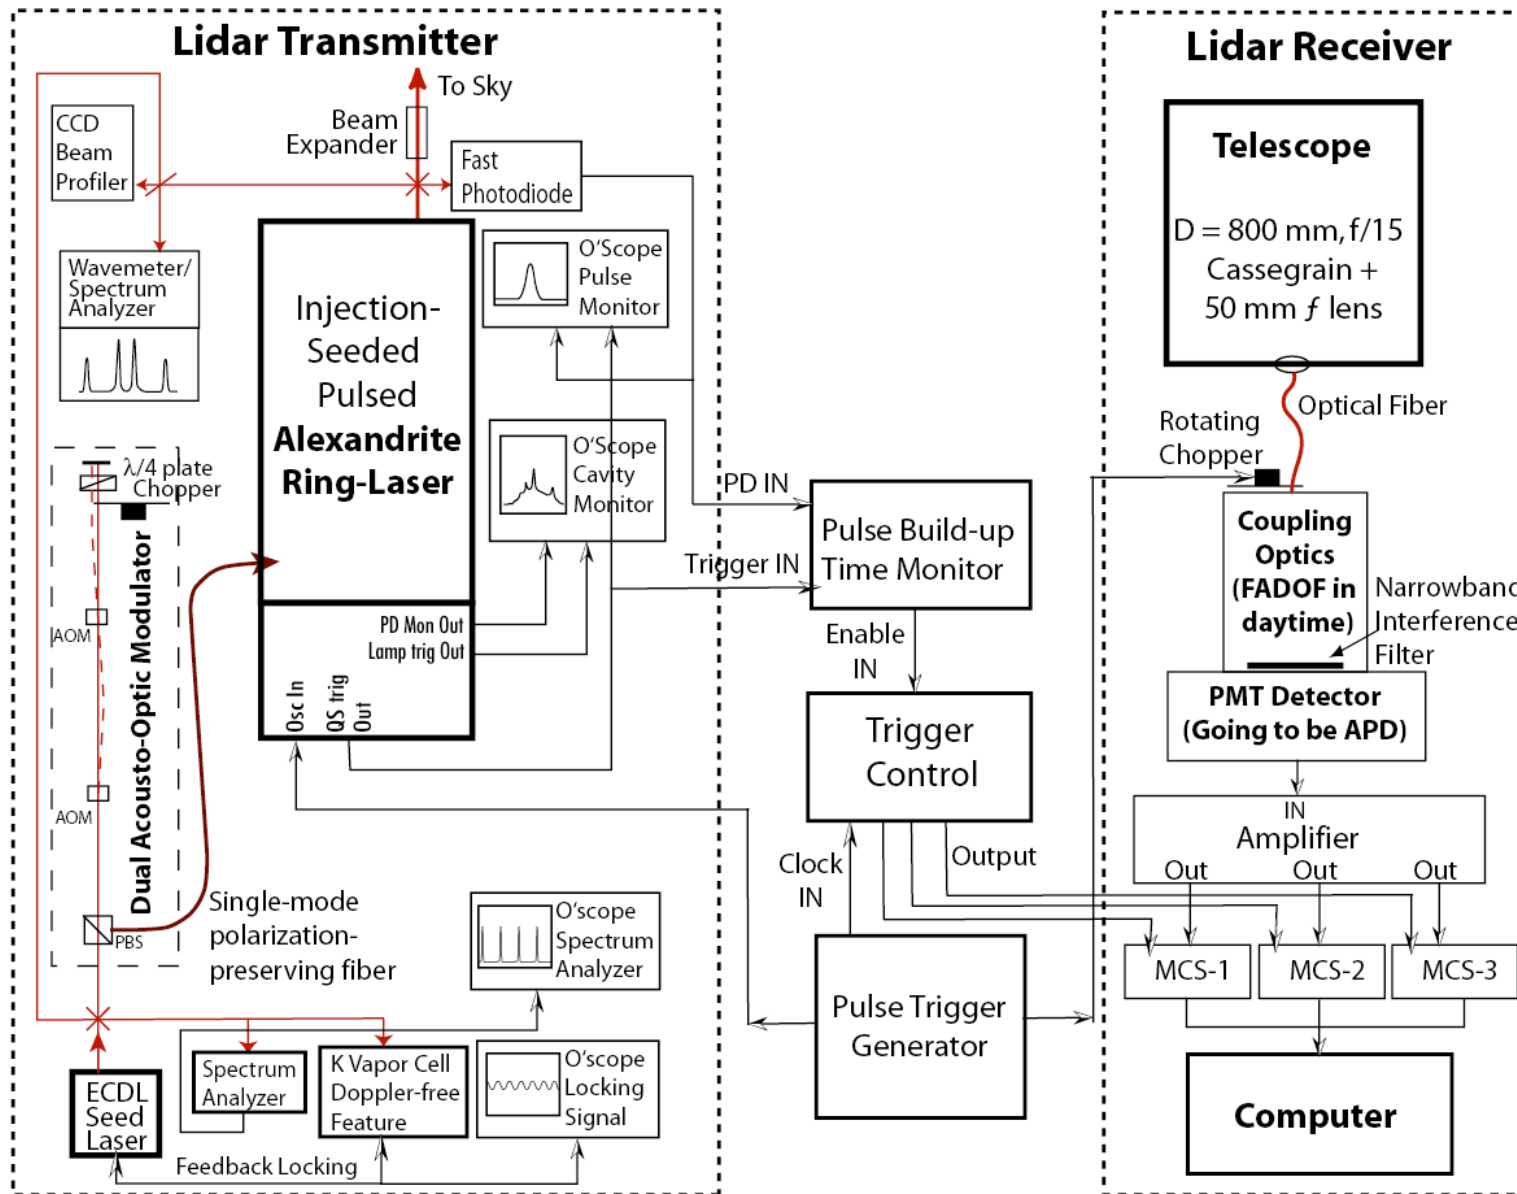 Lidar Transmitter
To Sky
Beam
Expander
CCD
Beam
Profiler
Fast
Photodiode
Wavemeter/
Spectrum
Analyzer
Injection-
Seeded
Pulsed
Alexandrite
Ring-Laser
O'Scope
Pulse
Monitor
O'Scope
Cavity
Monitor
PD Mon Out
Lamp trig Out
Osc In
QS trig
Out
λ/4 plate
Chopper
AOM
AOM
Dual Acousto-Optic Modulator
PBS
Single-mode
polarization-
preserving fiber
O'scope
Spectrum
Analyzer
Spectrum
Analyzer
K Vapor Cell
Doppler-free
Feature
O'scope
Locking
Signal
ECDL
Seed
Laser
Feedback Locking
PD IN
Trigger IN
Pulse Build-up
Time Monitor
Enable
IN
Trigger
Control
Clock
IN
Output
Pulse Trigger
Generator
Lidar Receiver
Telescope
D = 800 mm, f/15
Cassegrain +
50 mm ƒ lens
Optical Fiber
Rotating
Chopper
Coupling
Optics
(FADOF in
daytime)
Narrowband
Interference
Filter
PMT Detector
(Going to be APD)
IN
Amplifier
Out
Out
Out
MCS-1
MCS-2
MCS-3
Computer